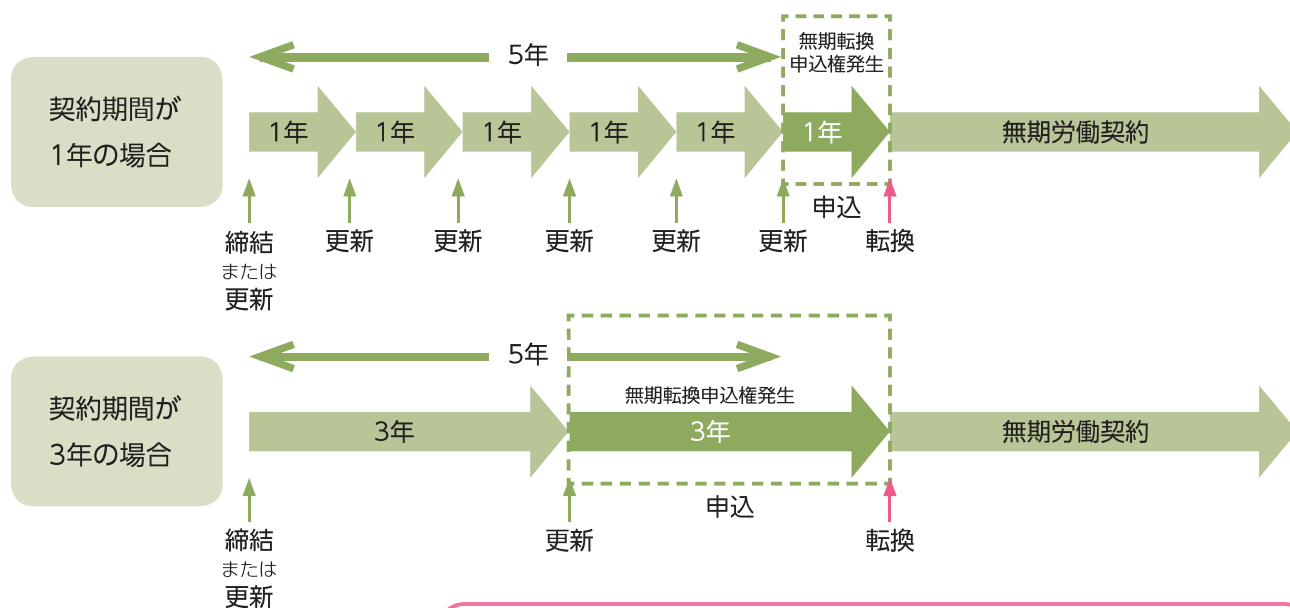 契約期間が
1年の場合
5年
無期転換
申込権発生
1年
1年
1年
1年
1年
1年
無期労働契約
締結
または
更新
更新
更新
更新
更新
更新
申込
転換
契約期間が
3年の場合
5年
無期転換申込権発生
3年
3年
無期労働契約
締結
または
更新
更新
申込
転換